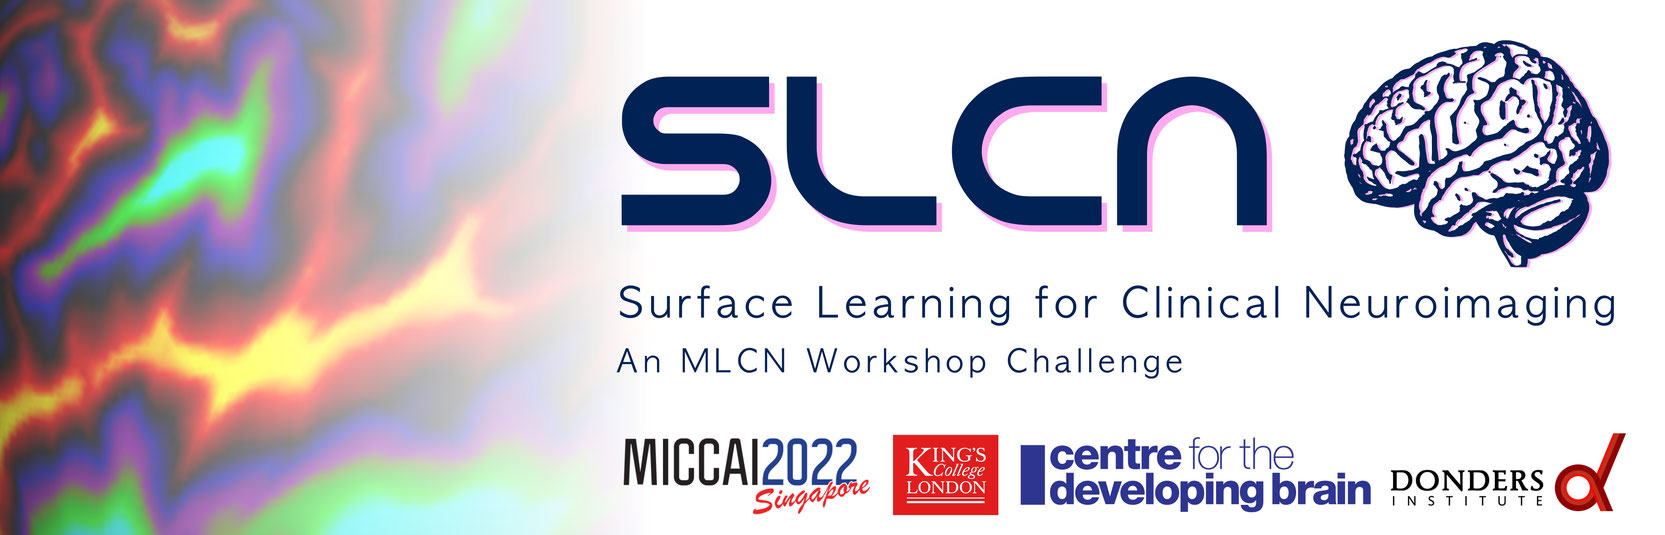 SLCN
Surface Learning for Clinical Neuroimaging
An MLCN Workshop Challenge
MICCAI2022
Singapore
KING'S
College
LONDON
centre for the
developing brain
DONDERS
INSTITUTE